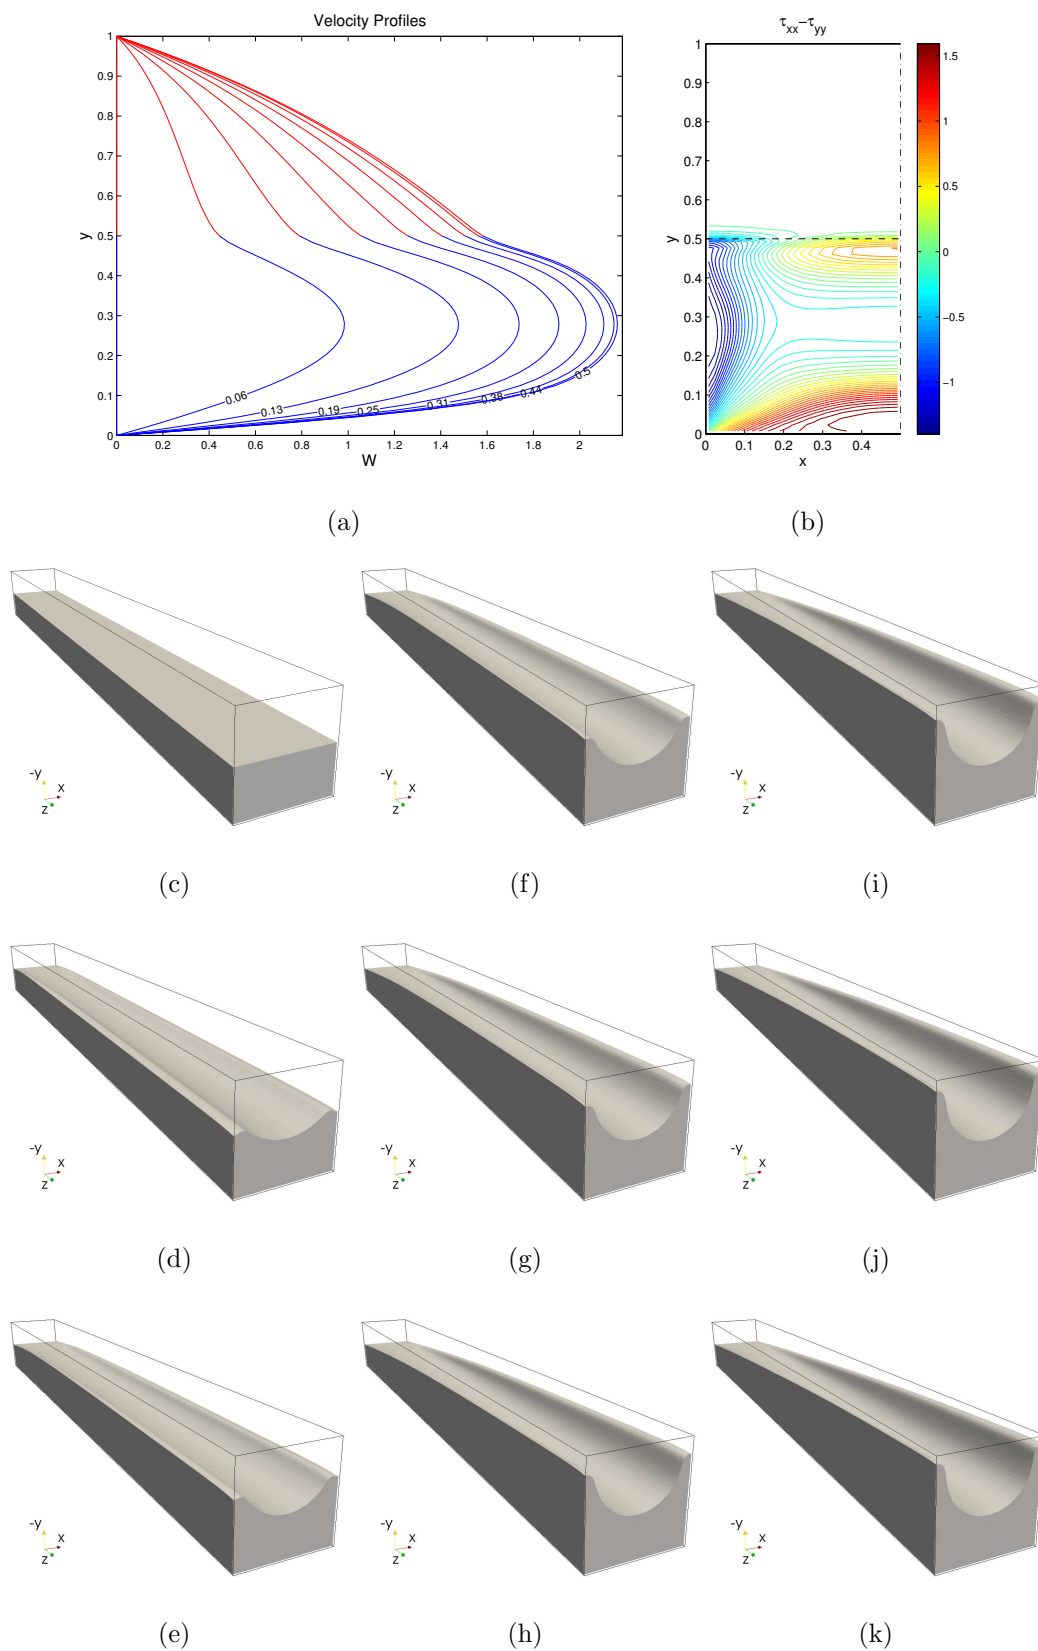 Velocity Profiles
1
0.9
0.8
0.7
0.6
0.5
0.4
0.3
0.2
0.1
0
y
0 0.2 0.4 0.6 0.8 1 1.2 1.4 1.6 1.8 2
W
0.06
0.13
0.19
0.25
0.31
0.38
0.44
0.5
(a)
τxx−τyy
1
0.9
0.8
0.7
0.6
0.5
0.4
0.3
0.2
0.1
0
y
0 0.1 0.2 0.3 0.4
x
1.5
1
0.5
0
−0.5
−1
(b)
-y
x
z
(c)
-y
x
z
(f)
-y
x
z
(i)
-y
x
z
(d)
-y
x
z
(g)
-y
x
z
(j)
-y
x
z
(e)
-y
x
z
(h)
-y
x
z
(k)